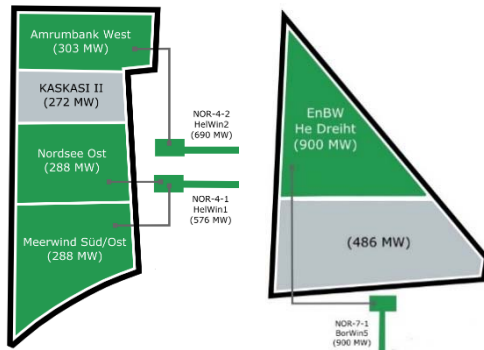 Amrumbank West
(303 MW)
KASKASI II
(272 MW)
Nordsee Ost
(288 MW)
Meerwind Süd/Ost
(288 MW)
NOR-4-2
HelWin2
(690 MW)
NOR-4-1
HelWin1
(576 MW)
EnBW
He Dreiht
(900 MW)
(486 MW)
NOR-7-1
BorWin5
(900 MW)